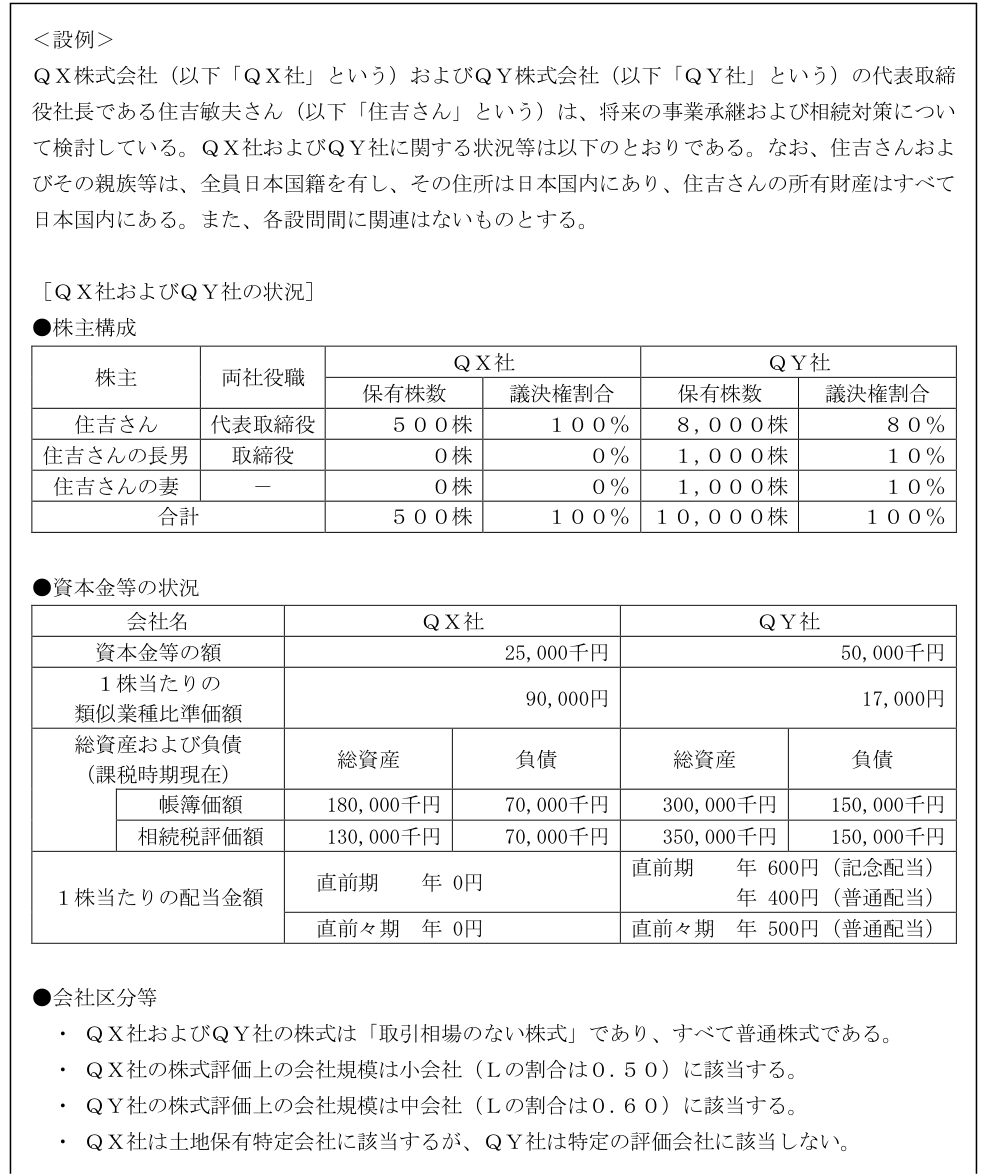 ＜設例＞
ＱＸ株式会社（以下「ＱＸ社」という）およびＱＹ株式会社（以下「ＱＹ社」という）の代表取締
役社長である住吉敏夫さん（以下「住吉さん」という）は、将来の事業承継および相続対策につい
て検討している。ＱＸ社およびＱＹ社に関する状況等は以下のとおりである。なお、住吉さんおよ
びその親族等は、全員日本国籍を有し、その住所は日本国内にあり、住吉さんの所有財産はすべて
日本国内にある。また、各設問間に関連はないものとする。
［ＱＸ社およびＱＹ社の状況］
●株主構成
株主 両社役職 ＱＸ社 ＱＹ社
保有株数 議決権割合 保有株数 議決権割合
住吉さん 代表取締役 ５００株 １００％ ８，０００株 ８０％
住吉さんの長男 取締役 ０株 ０％ １，０００株 １０％
住吉さんの妻 － ０株 ０％ １，０００株 １０％
合計 ５００株 １００％ １０，０００株 １００％
●資本金等の状況
会社名 ＱＸ社 ＱＹ社
資本金等の額 25,000千円 50,000千円
１株当たりの
類似業種比準価額 90,000円 17,000円
総資産および負債
（課税時期現在） 総資産 負債 総資産 負債
帳簿価額 180,000千円 70,000千円 300,000千円 150,000千円
相続税評価額 130,000千円 70,000千円 350,000千円 150,000千円
１株当たりの配当金額 直前期 年 0円 直前期 年 600円（記念配当）
年 400円（普通配当）
直前々期 年 0円 直前々期 年 500円（普通配当）
●会社区分等
・ ＱＸ社およびＱＹ社の株式は「取引相場のない株式」であり、すべて普通株式である。
・ ＱＸ社の株式評価上の会社規模は小会社（Ｌの割合は０.５０）に該当する。
・ ＱＹ社の株式評価上の会社規模は中会社（Ｌの割合は０.６０）に該当する。
・ ＱＸ社は土地保有特定会社に該当するが、ＱＹ社は特定の評価会社に該当しない。